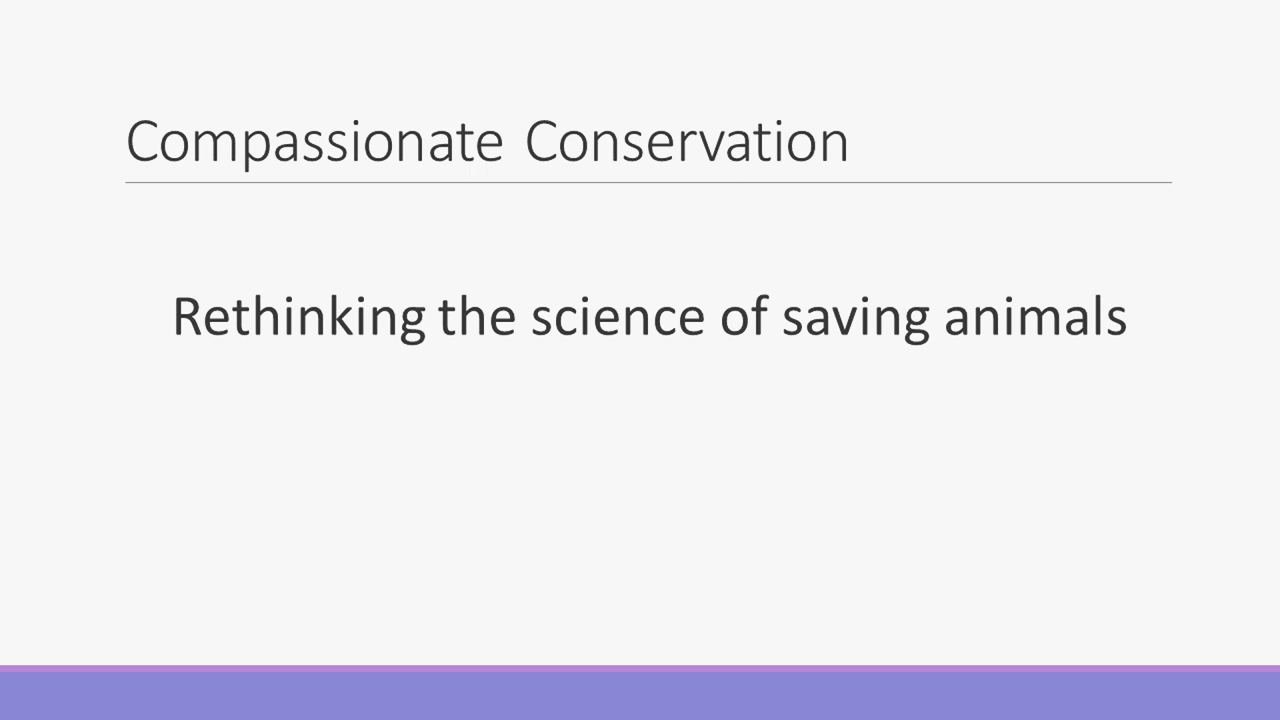 Compassionate Conservation
Rethinking the science of saving animals